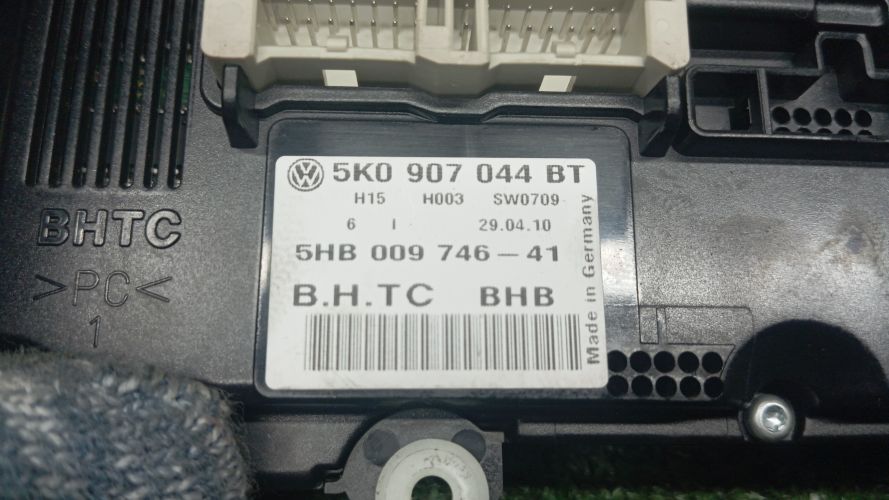 VW 5K0 907 044 BT
H15 H003 SW0709
6 I 29.04.10
5HB 009 746-41
B.H.TC BHB
Made in Germany
BHTC
>PC<
1